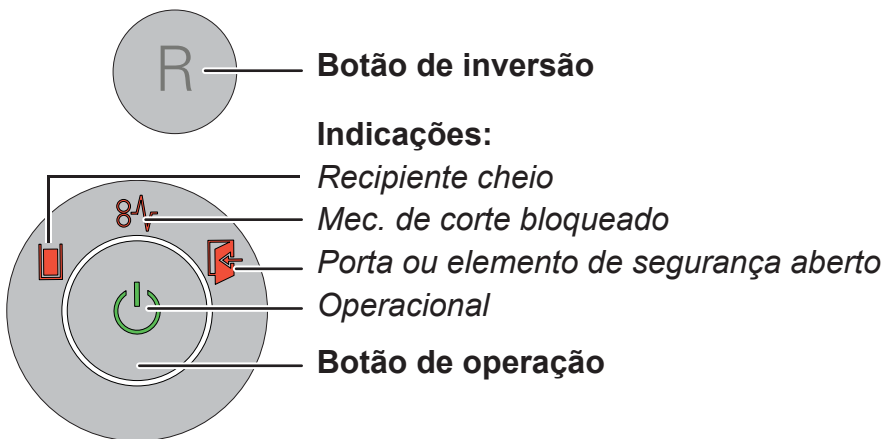 R
Botão de inversão
Indicações:
Recipiente cheio
Mec. de corte bloqueado
Porta ou elemento de segurança aberto
Operacional
Botão de operação